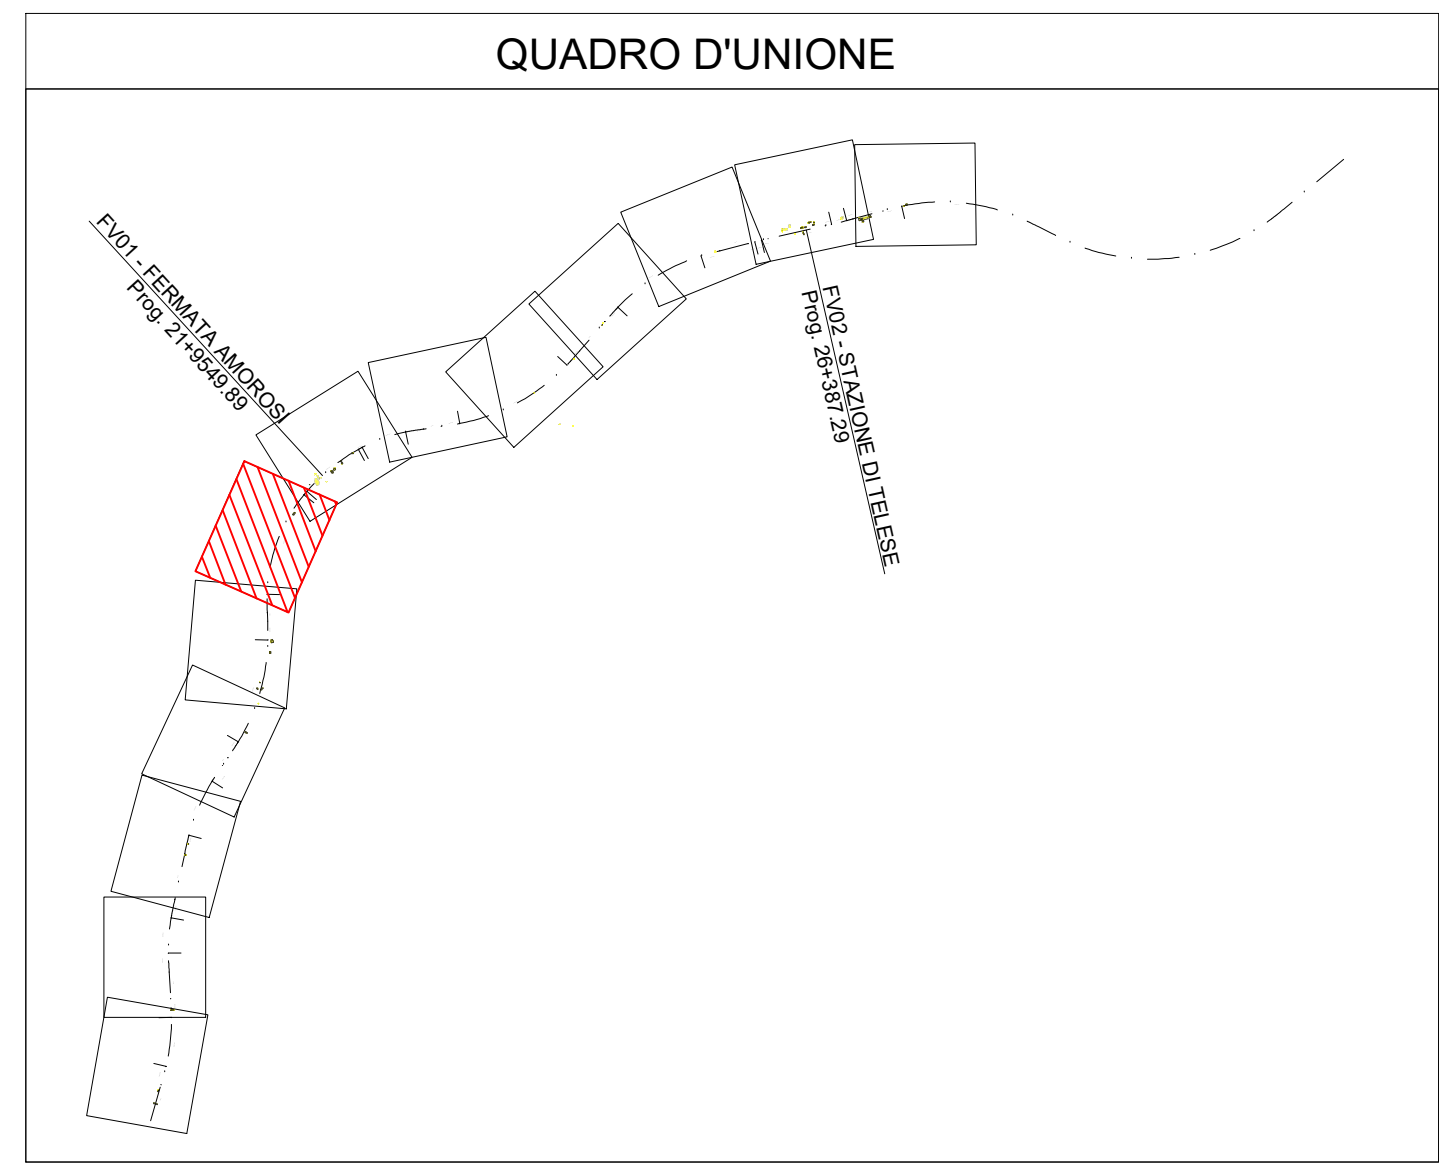 QUADRO D'UNIONE
FV01 - FERMATA AMOROSI
Prog. 21+9549.89
FV02 - STAZIONE DI TELESE
Prog. 26+387.29